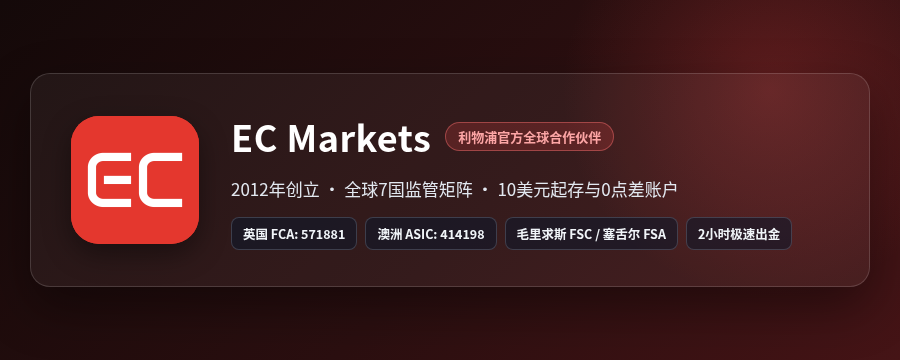 EC
EC Markets 利物浦官方全球合作伙伴
2012年创立 · 全球7国监管矩阵 · 10美元起存与0点差账户
英国 FCA: 571881 澳洲 ASIC: 414198 毛里求斯 FSC / 塞舌尔 FSA 2小时极速出金